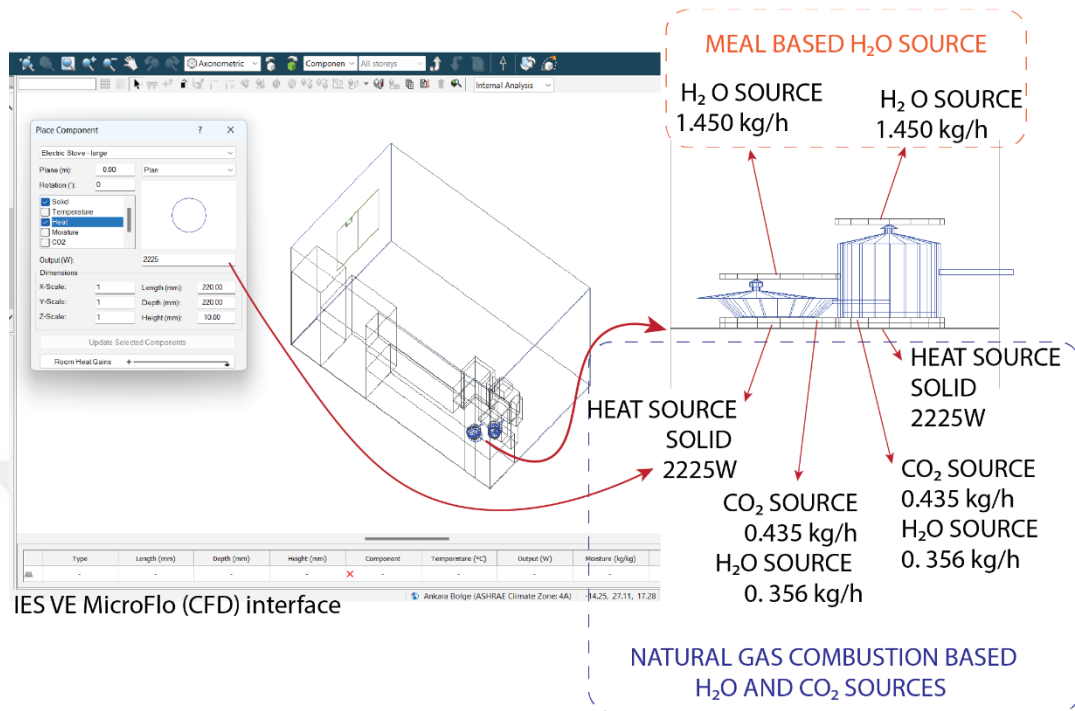 Axonometric
Componen
All storeys
Internal Analysis
Place Component
?
X
Electric Stove - large
Plane (m):
0.00
Plan
Rotation (°):
0
Solid
Temperature
Heat
Moisture
CO2
Output (W):
2225
Dimensions
X-Scale:
1
Length (mm):
220.00
Y-Scale:
1
Depth (mm):
220.00
Z-Scale:
1
Height (mm):
10.00
Update Selected Components
Room Heat Gains
Type
Length (mm)
Depth (mm)
Height (mm)
Component
Temperature (°C)
Output (W)
Moisture (kg/kg)
Ankara Bolge (ASHRAE Climate Zone: 4A)
-14.25, 27.11, 17.28
IES VE MicroFlo (CFD) interface
MEAL BASED H₂O SOURCE
H₂ O SOURCE
1.450 kg/h
H₂ O SOURCE
1.450 kg/h
HEAT SOURCE
SOLID
2225W
HEAT SOURCE
SOLID
2225W
CO₂ SOURCE
0.435 kg/h
H₂O SOURCE
0. 356 kg/h
CO₂ SOURCE
0.435 kg/h
H₂O SOURCE
0. 356 kg/h
NATURAL GAS COMBUSTION BASED
H₂O AND CO₂ SOURCES